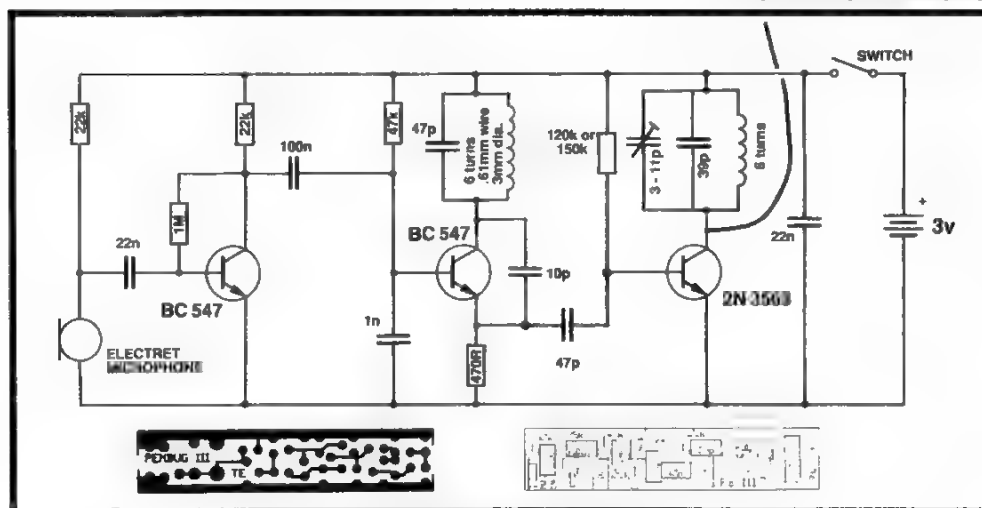 SWITCH
22k
22k
47k
47p
6 turns
.61mm wire
3mm dia.
120k or
150k
3 - 11p
39p
6 turns
100n
1M
22n
BC 547
BC 547
10p
22n
+
3v
2N 3563
1n
47p
470R
ELECTRET
MICROPHONE
PENBUG III
TE